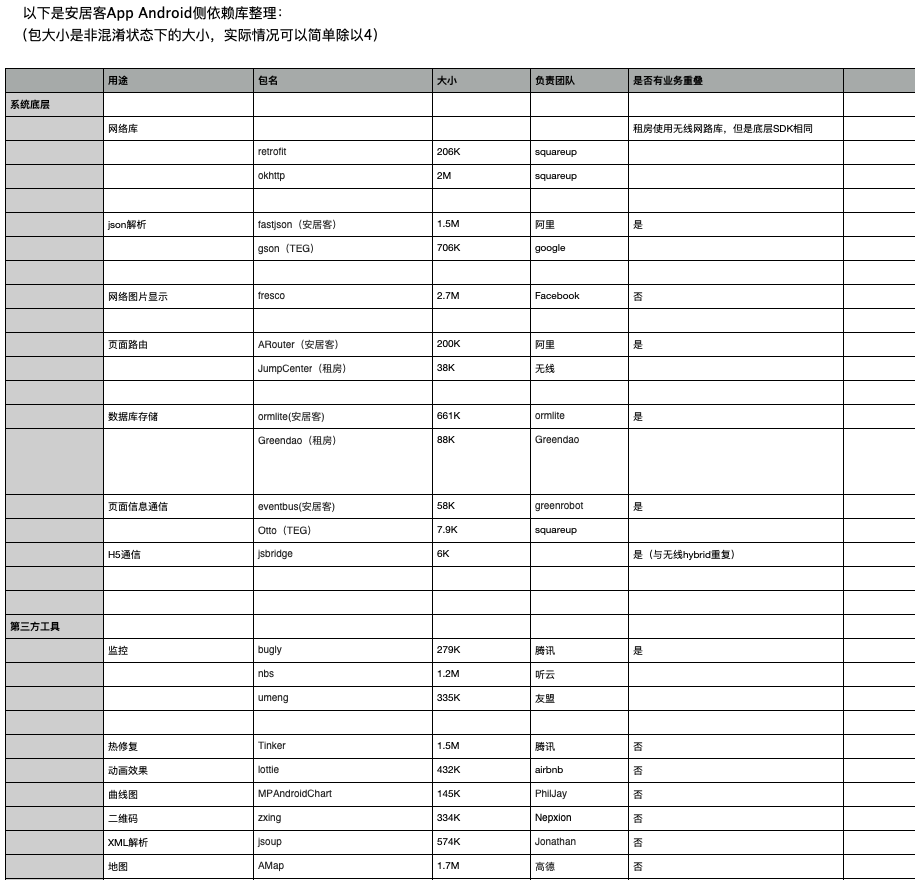 以下是安居客App Android侧依赖库整理：
（包大小是非混淆状态下的大小，实际情况可以简单除以4）
用途 包名 大小 负责团队 是否有业务重叠
系统底层
网络库 租房使用无线网路库，但是底层SDK相同
retrofit 206K squareup
okhttp 2M squareup
json解析 fastjson（安居客） 1.5M 阿里 是
gson（TEG） 706K google
网络图片显示 fresco 2.7M Facebook 否
页面路由 ARouter（安居客） 200K 阿里 是
JumpCenter（租房） 38K 无线
数据库存储 ormlite(安居客) 661K ormlite 是
Greendao（租房） 88K Greendao
页面信息通信 eventbus(安居客) 58K greenrobot 是
Otto（TEG） 7.9K squareup
H5通信 jsbridge 6K 是（与无线hybrid重复）
第三方工具
监控 bugly 279K 腾讯 是
nbs 1.2M 听云
umeng 335K 友盟
热修复 Tinker 1.5M 腾讯 否
动画效果 lottie 432K airbnb 否
曲线图 MPAndroidChart 145K PhilJay 否
二维码 zxing 334K Nepxion 否
XML解析 jsoup 574K Jonathan 否
地图 AMap 1.7M 高德 否